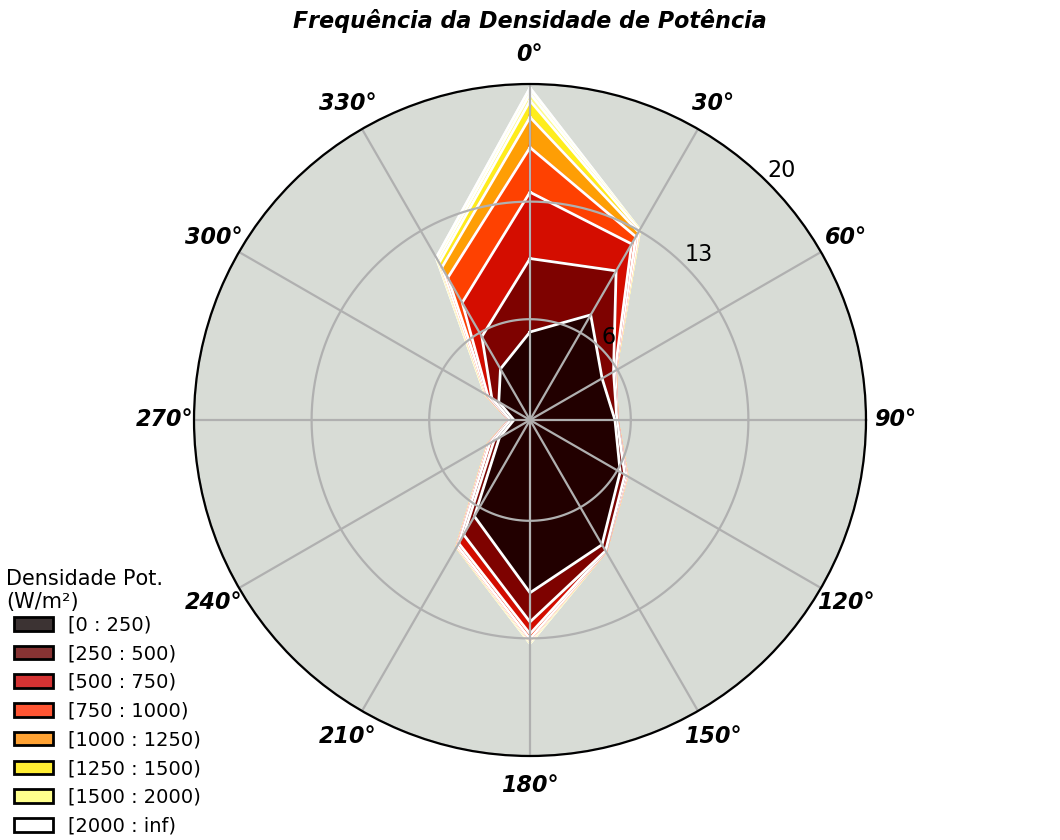 Frequência da Densidade de Potência
0°
330°
30°
20
300°
60°
13
6
270°
90°
Densidade Pot.
(W/m²)
240°
120°
[0 : 250)
[250 : 500)
[500 : 750)
[750 : 1000)
[1000 : 1250)
[1250 : 1500)
[1500 : 2000)
[2000 : inf)
210°
150°
180°